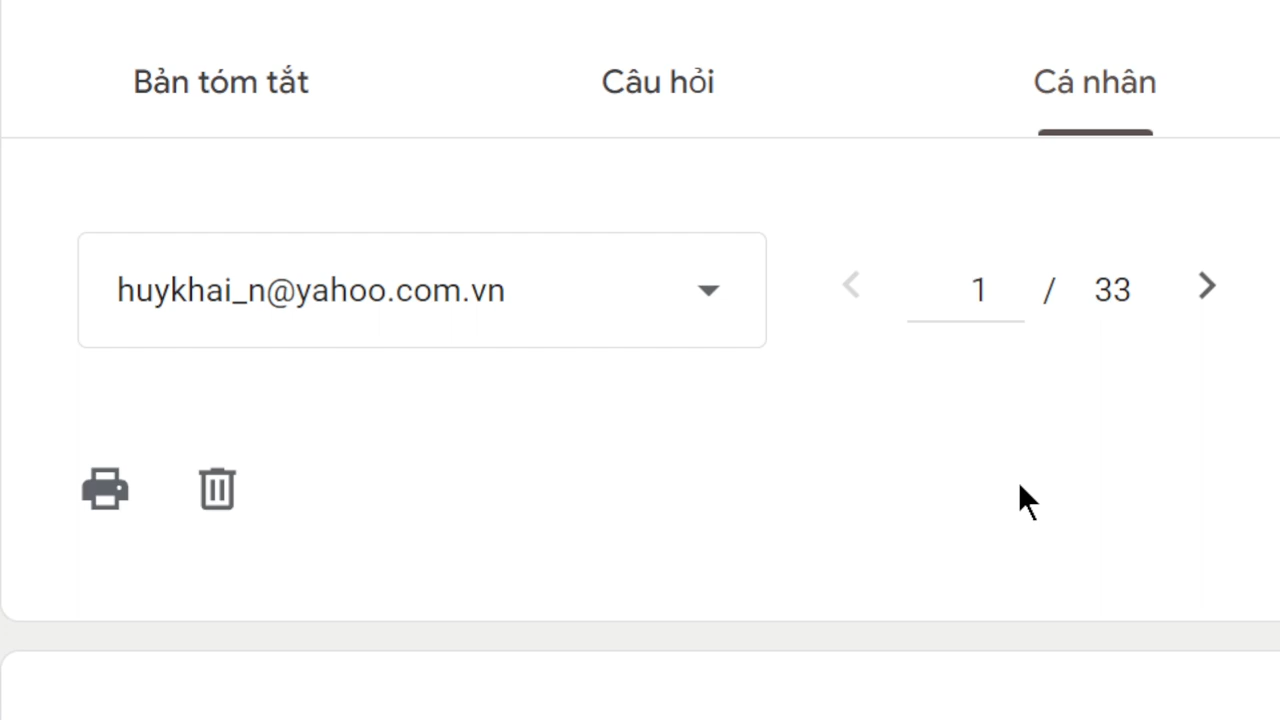 Bản tóm tắt Câu hỏi Cá nhân
huykhai_n@yahoo.com.vn 1 / 33